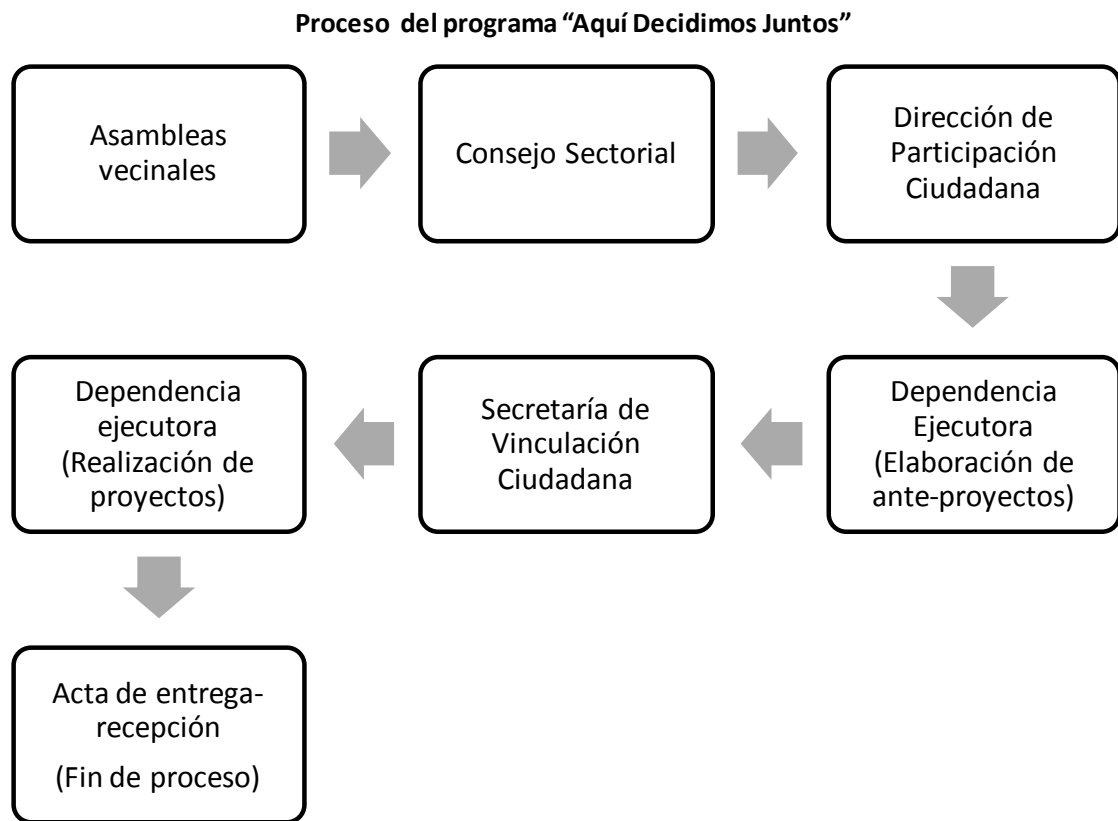 Proceso del programa “Aquí Decidimos Juntos”
Asambleas
vecinales
Consejo Sectorial
Dirección de
Participación
Ciudadana
Dependencia
Ejecutora
(Elaboración de
ante-proyectos)
Secretaría de
Vinculación
Ciudadana
Dependencia
ejecutora
(Realización de
proyectos)
Acta de entrega-
recepción
(Fin de proceso)